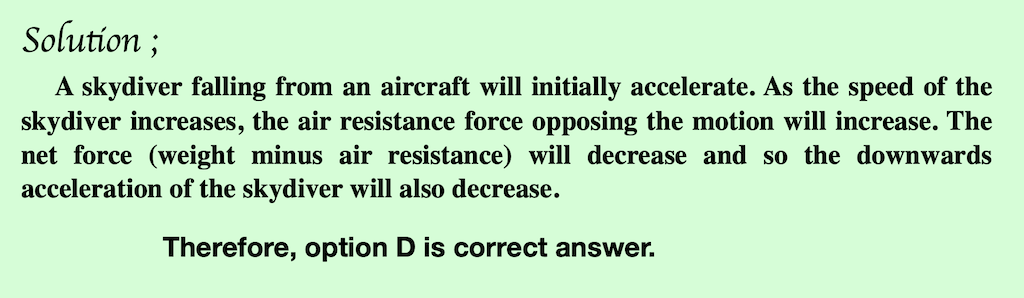 Solution ;
A skydiver falling from an aircraft will initially accelerate. As the speed of the
skydiver increases, the air resistance force opposing the motion will increase. The
net force (weight minus air resistance) will decrease and so the downwards
acceleration of the skydiver will also decrease.
Therefore, option D is correct answer.